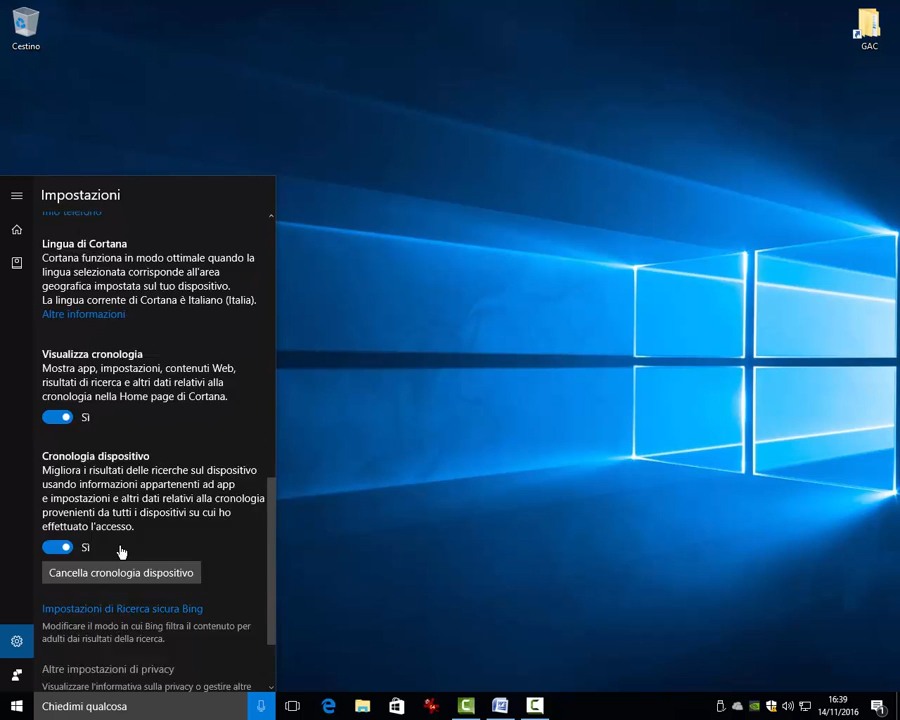 Cestino
GAC
Impostazioni
mio telefono
Lingua di Cortana
Cortana funziona in modo ottimale quando la
lingua selezionata corrisponde all'area
geografica impostata sul tuo dispositivo.
La lingua corrente di Cortana è Italiano (Italia).
Altre informazioni
Visualizza cronologia
Mostra app, impostazioni, contenuti Web,
risultati di ricerca e altri dati relativi alla
cronologia nella Home page di Cortana.
Sì
Cronologia dispositivo
Migliora i risultati delle ricerche sul dispositivo
usando informazioni appartenenti ad app
e impostazioni e altri dati relativi alla cronologia
provenienti da tutti i dispositivi su cui ho
effettuato l'accesso.
Sì
Cancella cronologia dispositivo
Impostazioni di Ricerca sicura Bing
Modificare il modo in cui Bing filtra il contenuto per
adulti dai risultati della ricerca.
Altre impostazioni di privacy
Visualizzare l'informativa sulla privacy o gestire altre
Chiedimi qualcosa
16:39
14/11/2016
1